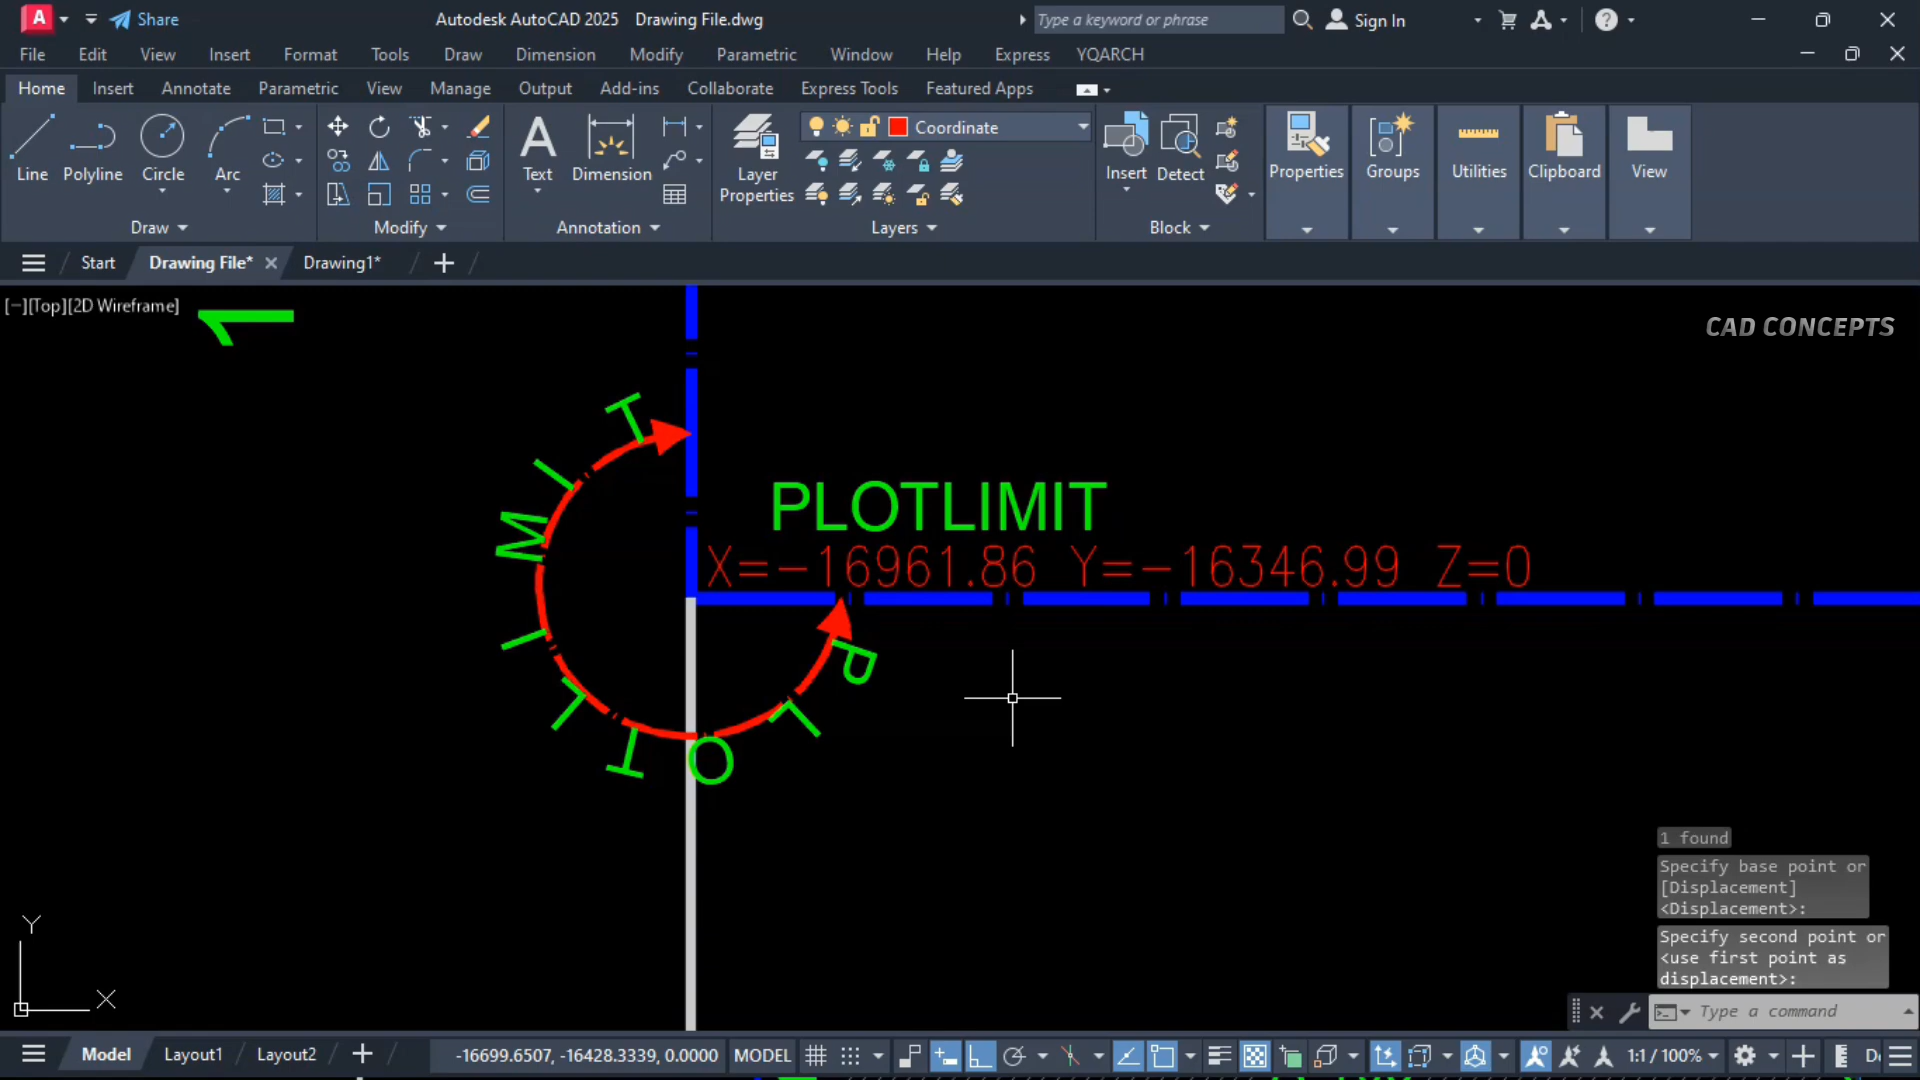 Share
Autodesk AutoCAD 2025 Drawing File.dwg
Type a keyword or phrase
Sign In
File Edit View Insert Format Tools Draw Dimension Modify Parametric Window Help Express YQARCH
Home Insert Annotate Parametric View Manage Output Add-ins Collaborate Express Tools Featured Apps
Coordinate
Line Polyline Circle Arc
Text Dimension
Layer
Properties
Insert Detect
Properties Groups Utilities Clipboard View
Draw Modify Annotation Layers Block
Start Drawing File* Drawing1*
[−][Top][2D Wireframe]
CAD CONCEPTS
1
PLOTLIMIT
PLOTLIMIT
X=-16961.86 Y=-16346.99 Z=0
1 found
Specify base point or
[Displacement]
<Displacement>:
Specify second point or
<use first point as
displacement>:
Y
X
Type a command
Model Layout1 Layout2
-16699.6507, -16428.3339, 0.0000 MODEL
1:1 / 100%